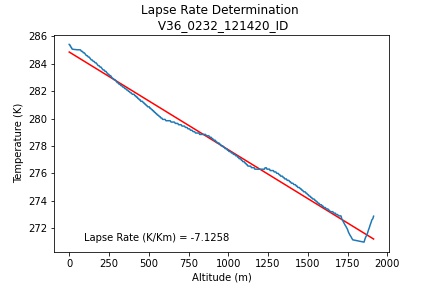 Lapse Rate Determination
V36_0232_121420_ID
286
284
282
280
278
276
274
272
Temperature (K)
Lapse Rate (K/Km) = -7.1258
0 250 500 750 1000 1250 1500 1750 2000
Altitude (m)